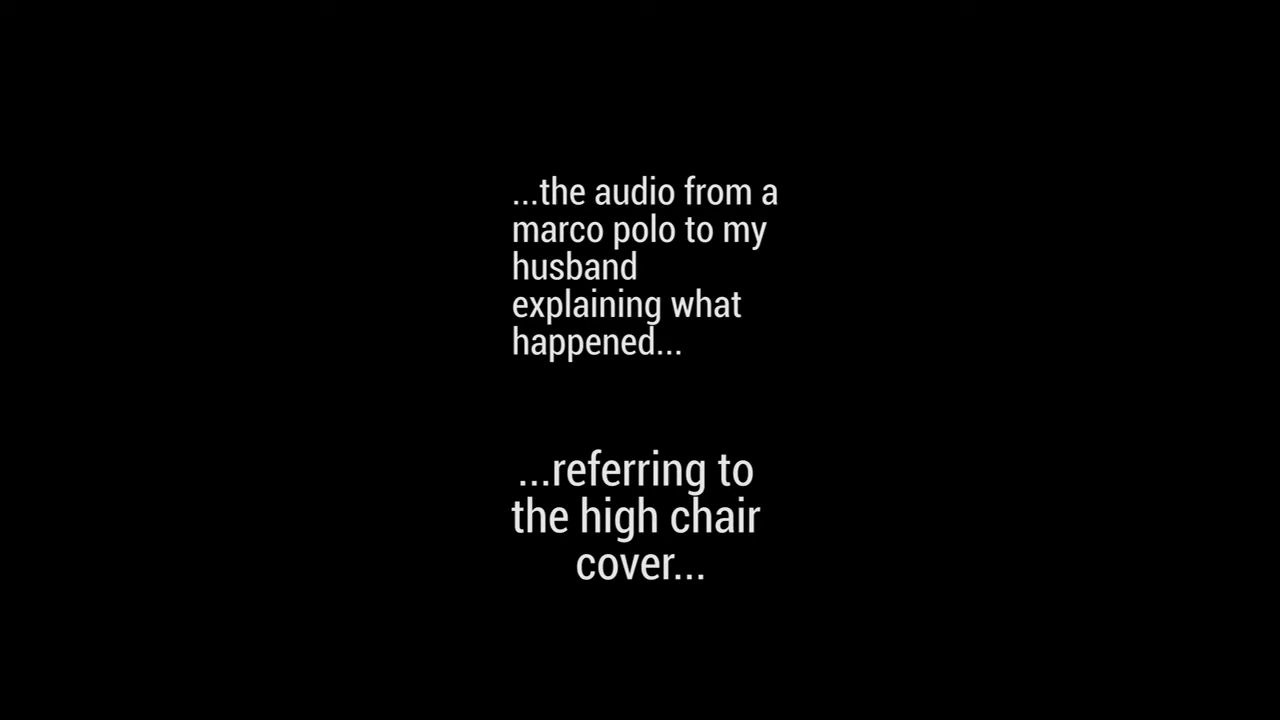 ...the audio from a
marco polo to my
husband
explaining what
happened...
...referring to
the high chair
cover...